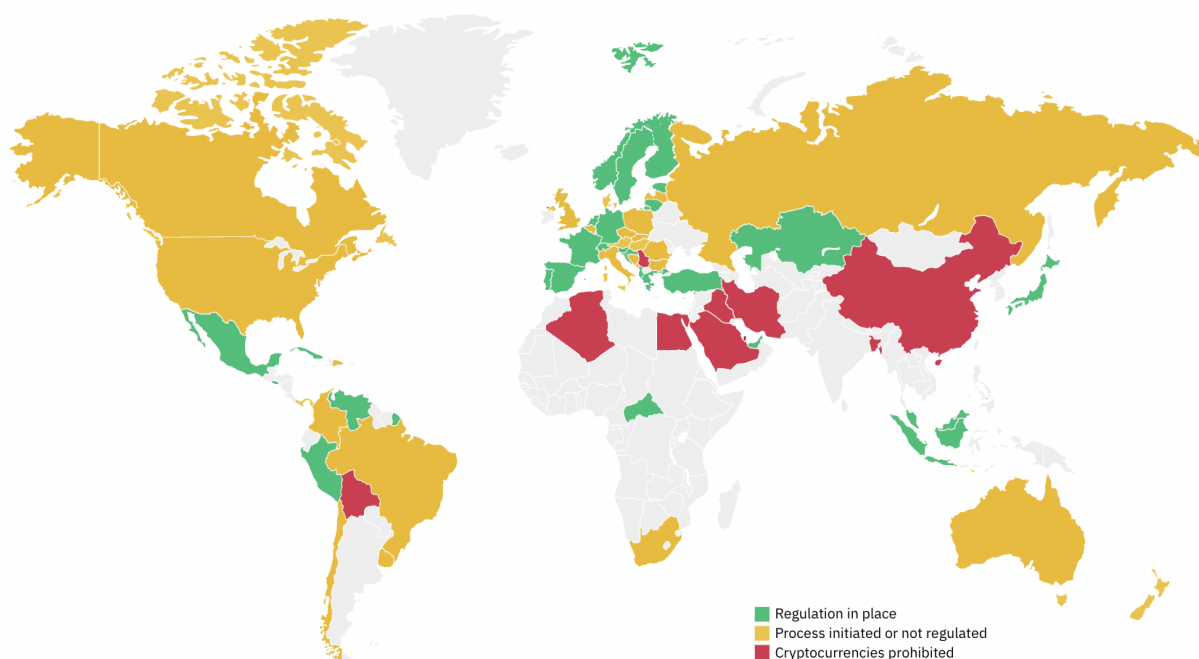 Regulation in place
Process initiated or not regulated
Cryptocurrencies prohibited